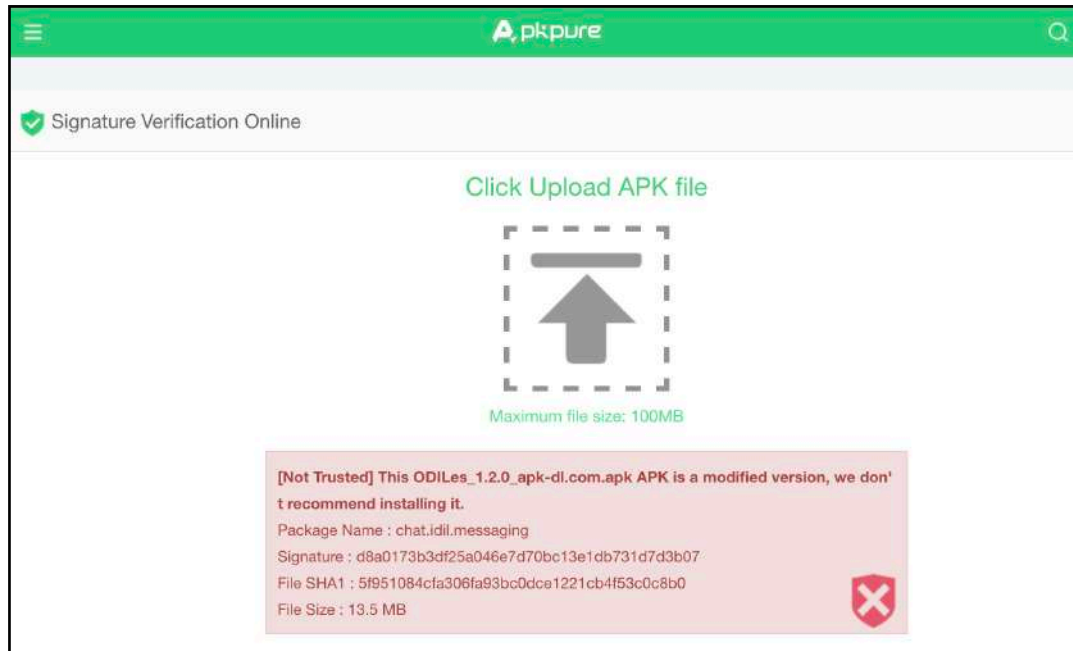 Apkpure
Signature Verification Online
Click Upload APK file
Maximum file size: 100MB
[Not Trusted] This ODILes_1.2.0_apk-dl.com.apk APK is a modified version, we don'
t recommend installing it.
Package Name : chat.idil.messaging
Signature : d8a0173b3df25a046e7d70bc13e1db731d7d3b07
File SHA1 : 5f951084cfa306fa93bc0dce1221cb4f53c0c8b0
File Size : 13.5 MB